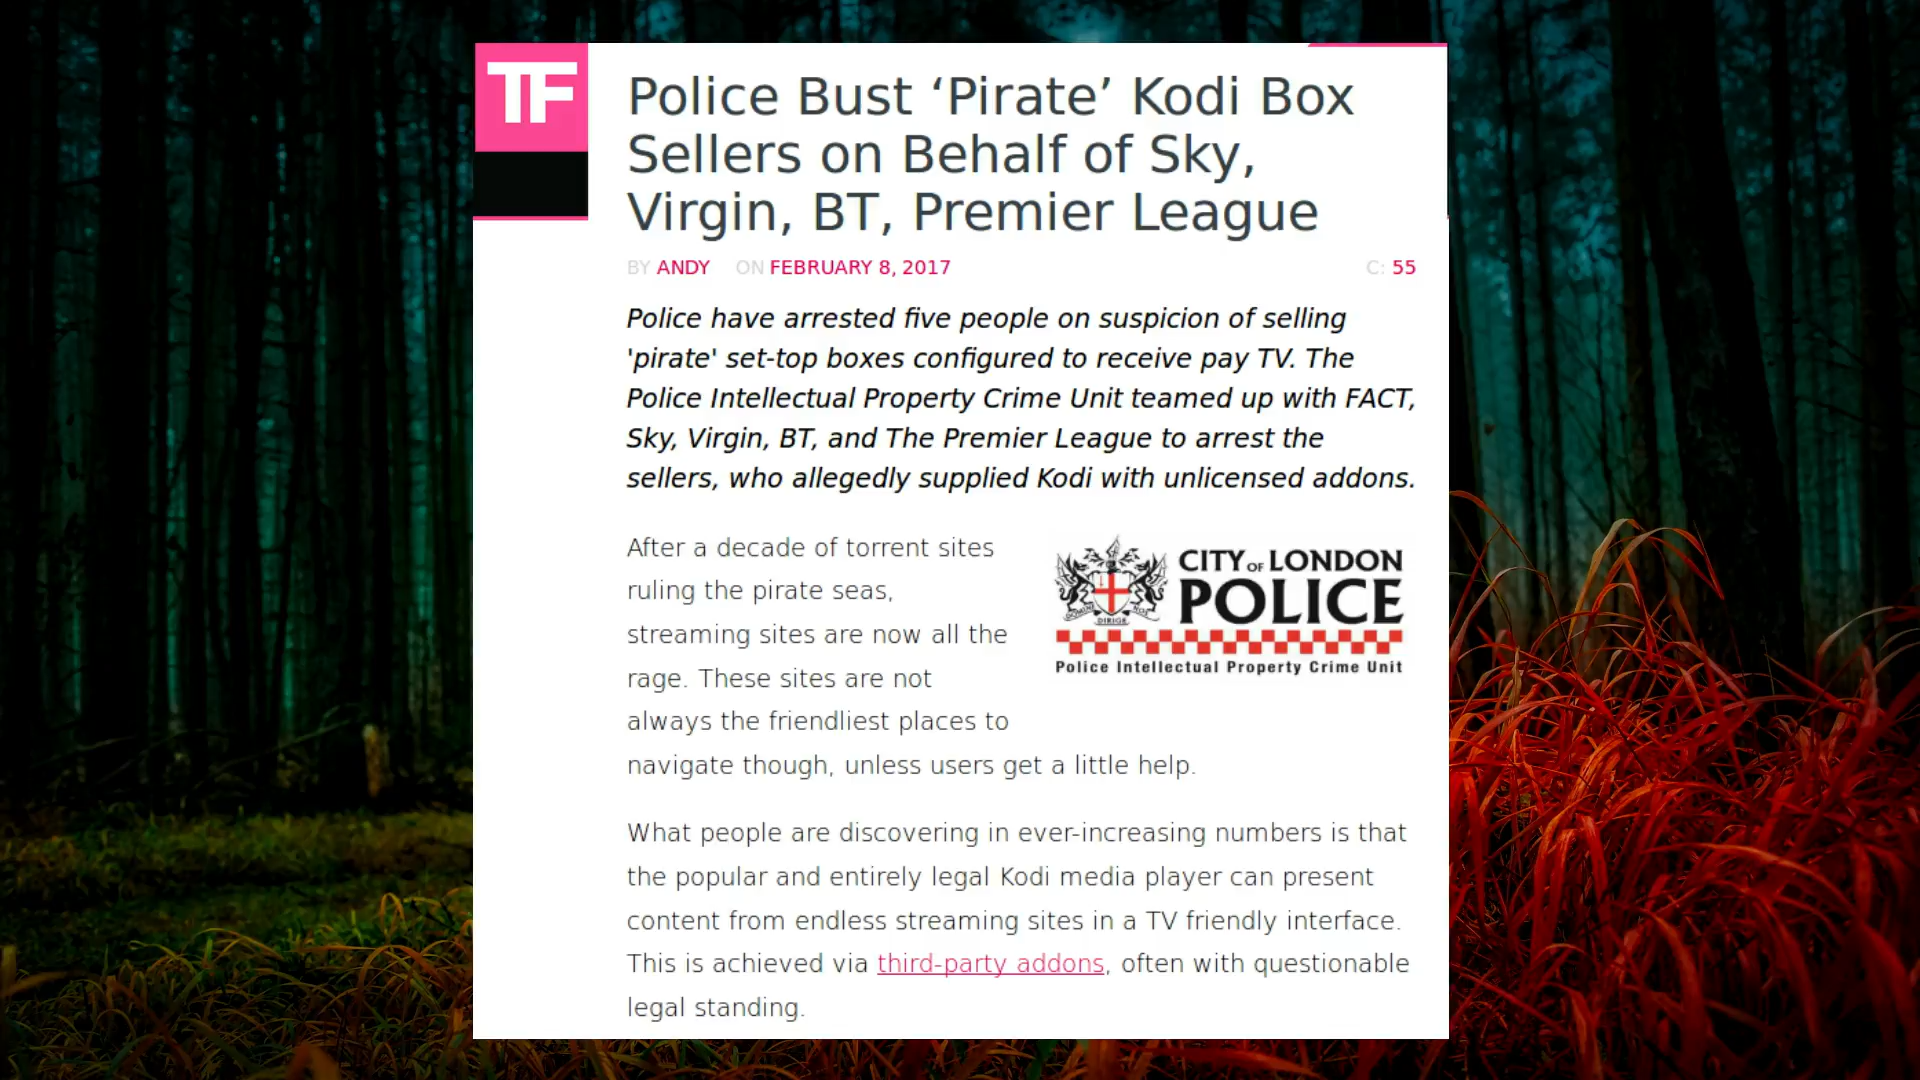 TF
Police Bust ‘Pirate’ Kodi Box
Sellers on Behalf of Sky,
Virgin, BT, Premier League
BY ANDY ON FEBRUARY 8, 2017 C: 55
Police have arrested five people on suspicion of selling
'pirate' set-top boxes configured to receive pay TV. The
Police Intellectual Property Crime Unit teamed up with FACT,
Sky, Virgin, BT, and The Premier League to arrest the
sellers, who allegedly supplied Kodi with unlicensed addons.
After a decade of torrent sites
ruling the pirate seas,
streaming sites are now all the
rage. These sites are not
always the friendliest places to
navigate though, unless users get a little help.
CITY OF LONDON
POLICE
DIRIGE
Police Intellectual Property Crime Unit
What people are discovering in ever-increasing numbers is that
the popular and entirely legal Kodi media player can present
content from endless streaming sites in a TV friendly interface.
This is achieved via third-party addons, often with questionable
legal standing.